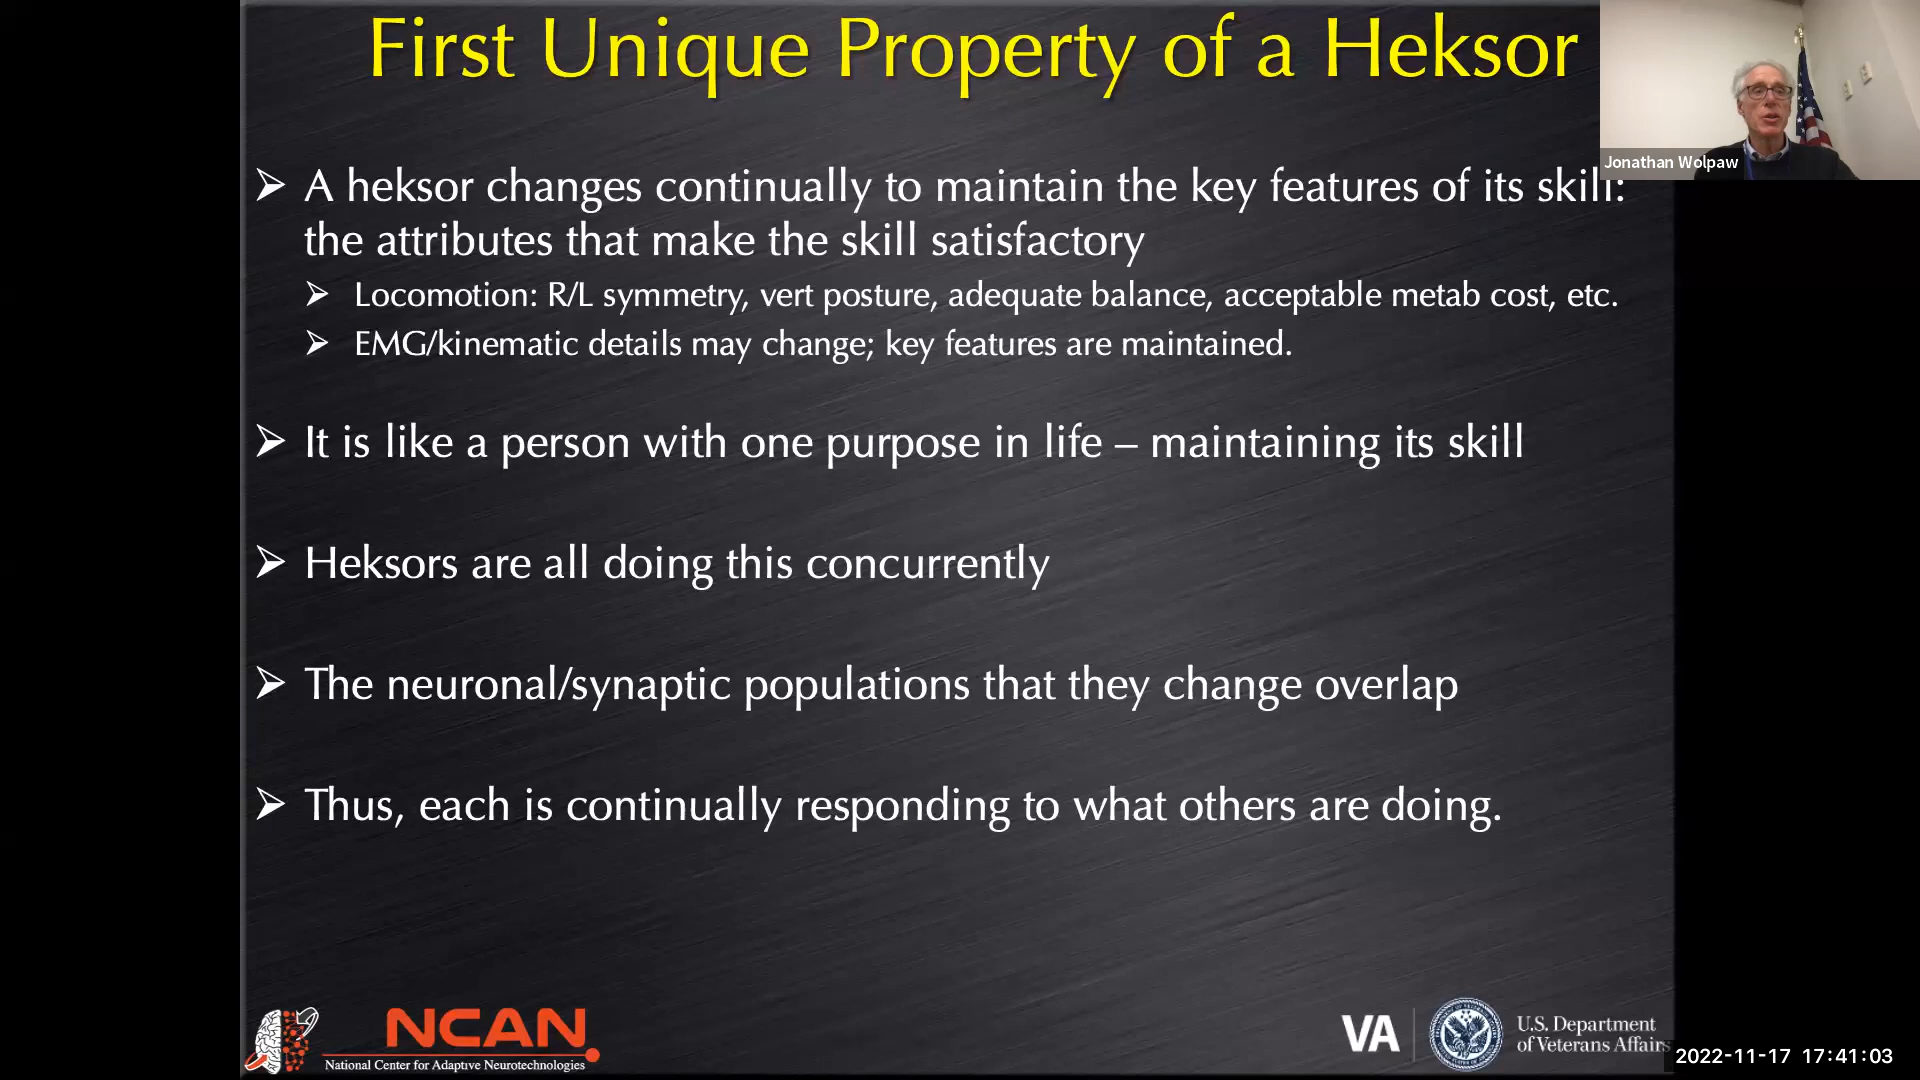 First Unique Property of a Heksor
Jonathan Wolpaw
➢ A heksor changes continually to maintain the key features of its skill:
the attributes that make the skill satisfactory
➢ Locomotion: R/L symmetry, vert posture, adequate balance, acceptable metab cost, etc.
➢ EMG/kinematic details may change; key features are maintained.
➢ It is like a person with one purpose in life – maintaining its skill
➢ Heksors are all doing this concurrently
➢ The neuronal/synaptic populations that they change overlap
➢ Thus, each is continually responding to what others are doing.
NCAN
National Center for Adaptive Neurotechnologies
VA
U.S. Department
of Veterans Affairs
2022-11-17 17:41:03